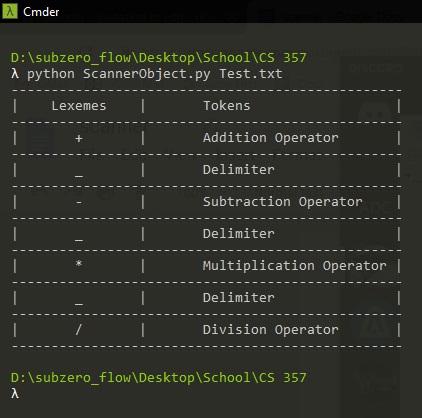 Cmder
D:\subzero_flow\Desktop\School\CS 357
λ python ScannerObject.py Test.txt
-------------------------------------------------
|    Lexemes    |       Tokens                  |
-------------------------------------------------
|       +       |       Addition Operator       |
-------------------------------------------------
|       _       |       Delimiter               |
-------------------------------------------------
|       -       |       Subtraction Operator    |
-------------------------------------------------
|       _       |       Delimiter               |
-------------------------------------------------
|       *       |       Multiplication Operator |
-------------------------------------------------
|       _       |       Delimiter               |
-------------------------------------------------
|       /       |       Division Operator       |
-------------------------------------------------
D:\subzero_flow\Desktop\School\CS 357
λ